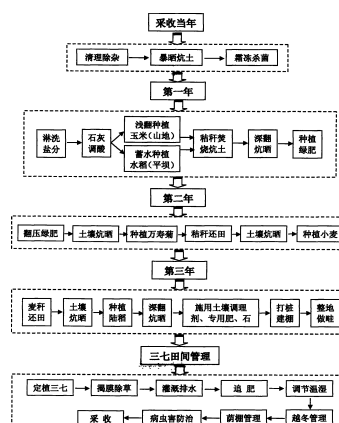 采收当年
清理除杂
暴晒炕土
霜冻杀菌
第一年
淋洗
盐分
石灰
调酸
浅翻种植
玉米(山地)
蓄水种植
水稻(平坝)
秸秆焚
烧炕土
深翻
炕晒
种植
绿肥
第二年
翻压绿肥
土壤炕晒
种植万寿菊
秸秆还田
土壤炕晒
种植小麦
第三年
麦秆
还田
土壤
炕晒
种植
陆稻
深翻
炕晒
施用土壤调理
剂、专用肥、石
打桩
建棚
整地
做畦
三七田间管理
定植三七
揭膜除草
灌溉排水
追 肥
调节温湿
采 收
病虫害防治
荫棚管理
越冬管理